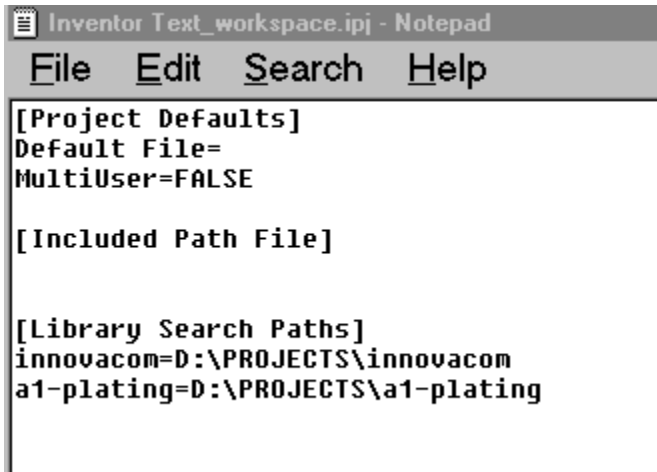 Inventor Text_workspace.ipj - Notepad
File Edit Search Help
[Project Defaults]
Default File=
MultiUser=FALSE
[Included Path File]
[Library Search Paths]
innovacom=D:\PROJECTS\innovacom
a1-plating=D:\PROJECTS\a1-plating